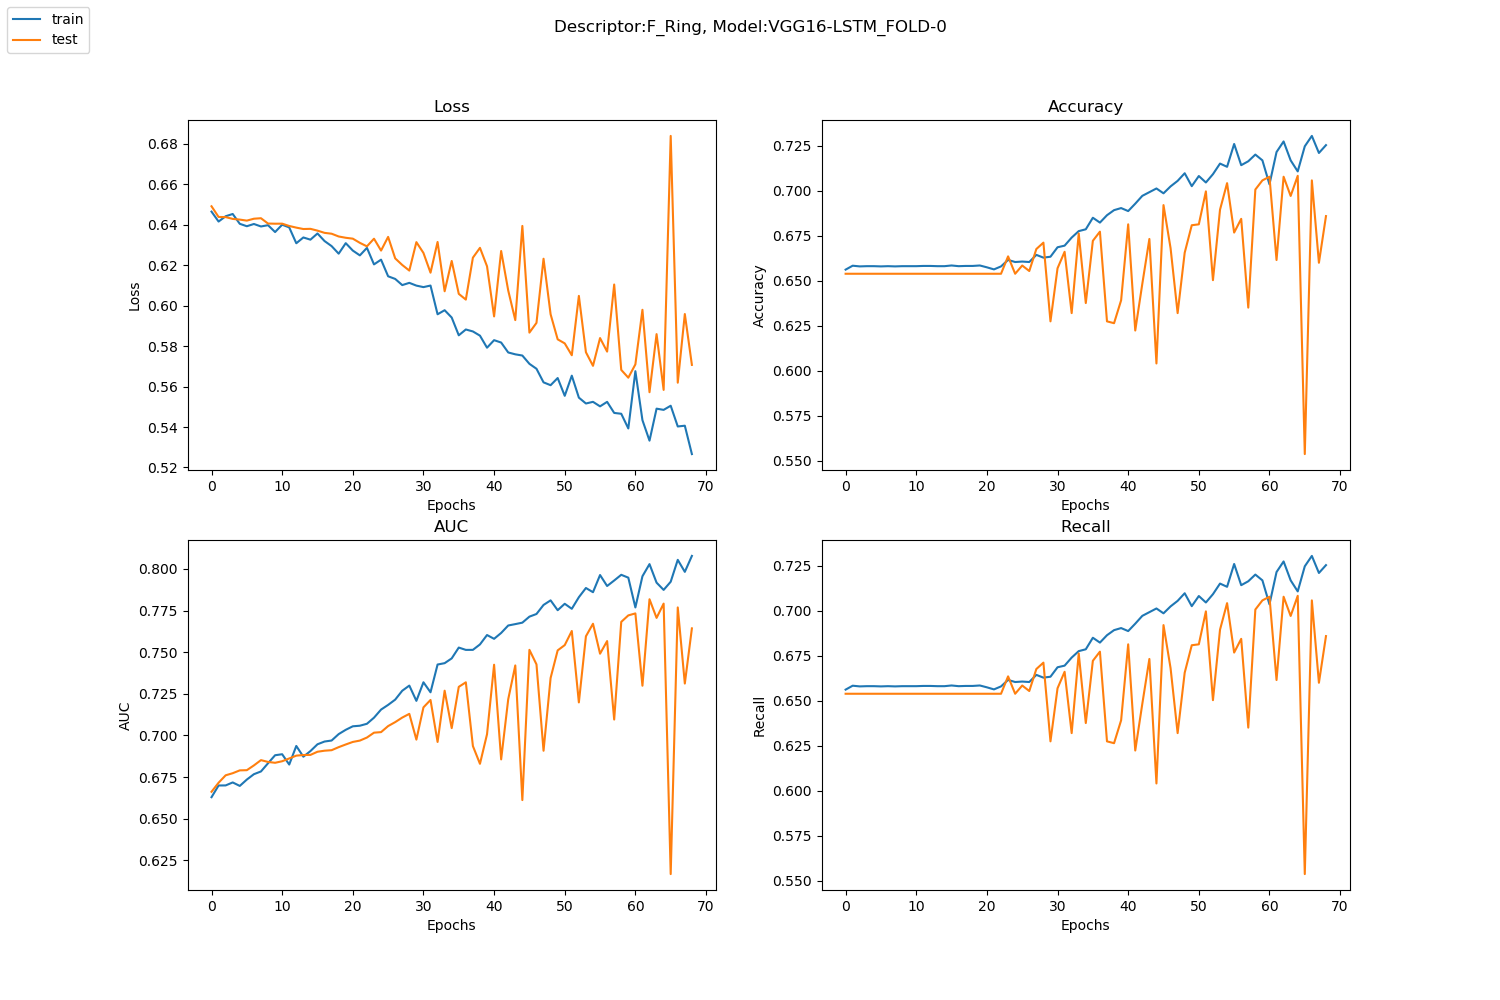 train
test
Descriptor:F_Ring, Model:VGG16-LSTM_FOLD-0
Loss
0.68
0.66
0.64
0.62
0.60
0.58
0.56
0.54
0.52
Loss
0 10 20 30 40 50 60 70
Epochs
Accuracy
0.725
0.700
0.675
0.650
0.625
0.600
0.575
0.550
Accuracy
0 10 20 30 40 50 60 70
Epochs
AUC
0.800
0.775
0.750
0.725
0.700
0.675
0.650
0.625
AUC
0 10 20 30 40 50 60 70
Epochs
Recall
0.725
0.700
0.675
0.650
0.625
0.600
0.575
0.550
Recall
0 10 20 30 40 50 60 70
Epochs